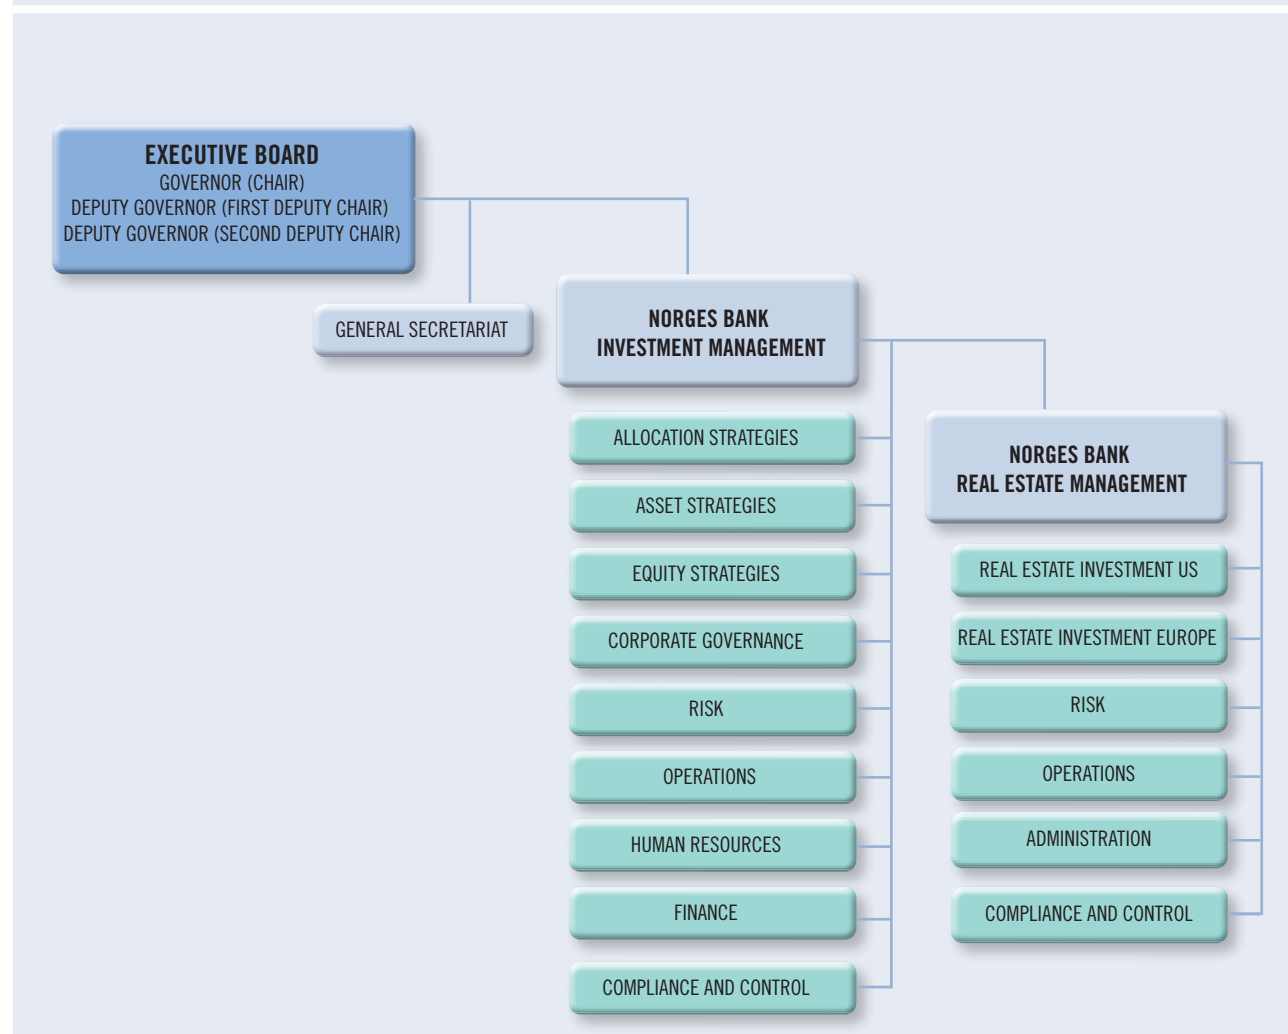 EXECUTIVE BOARD
GOVERNOR (CHAIR)
DEPUTY GOVERNOR (FIRST DEPUTY CHAIR)
DEPUTY GOVERNOR (SECOND DEPUTY CHAIR)
GENERAL SECRETARIAT
NORGES BANK
INVESTMENT MANAGEMENT
ALLOCATION STRATEGIES
ASSET STRATEGIES
EQUITY STRATEGIES
CORPORATE GOVERNANCE
RISK
OPERATIONS
HUMAN RESOURCES
FINANCE
COMPLIANCE AND CONTROL
NORGES BANK
REAL ESTATE MANAGEMENT
REAL ESTATE INVESTMENT US
REAL ESTATE INVESTMENT EUROPE
RISK
OPERATIONS
ADMINISTRATION
COMPLIANCE AND CONTROL